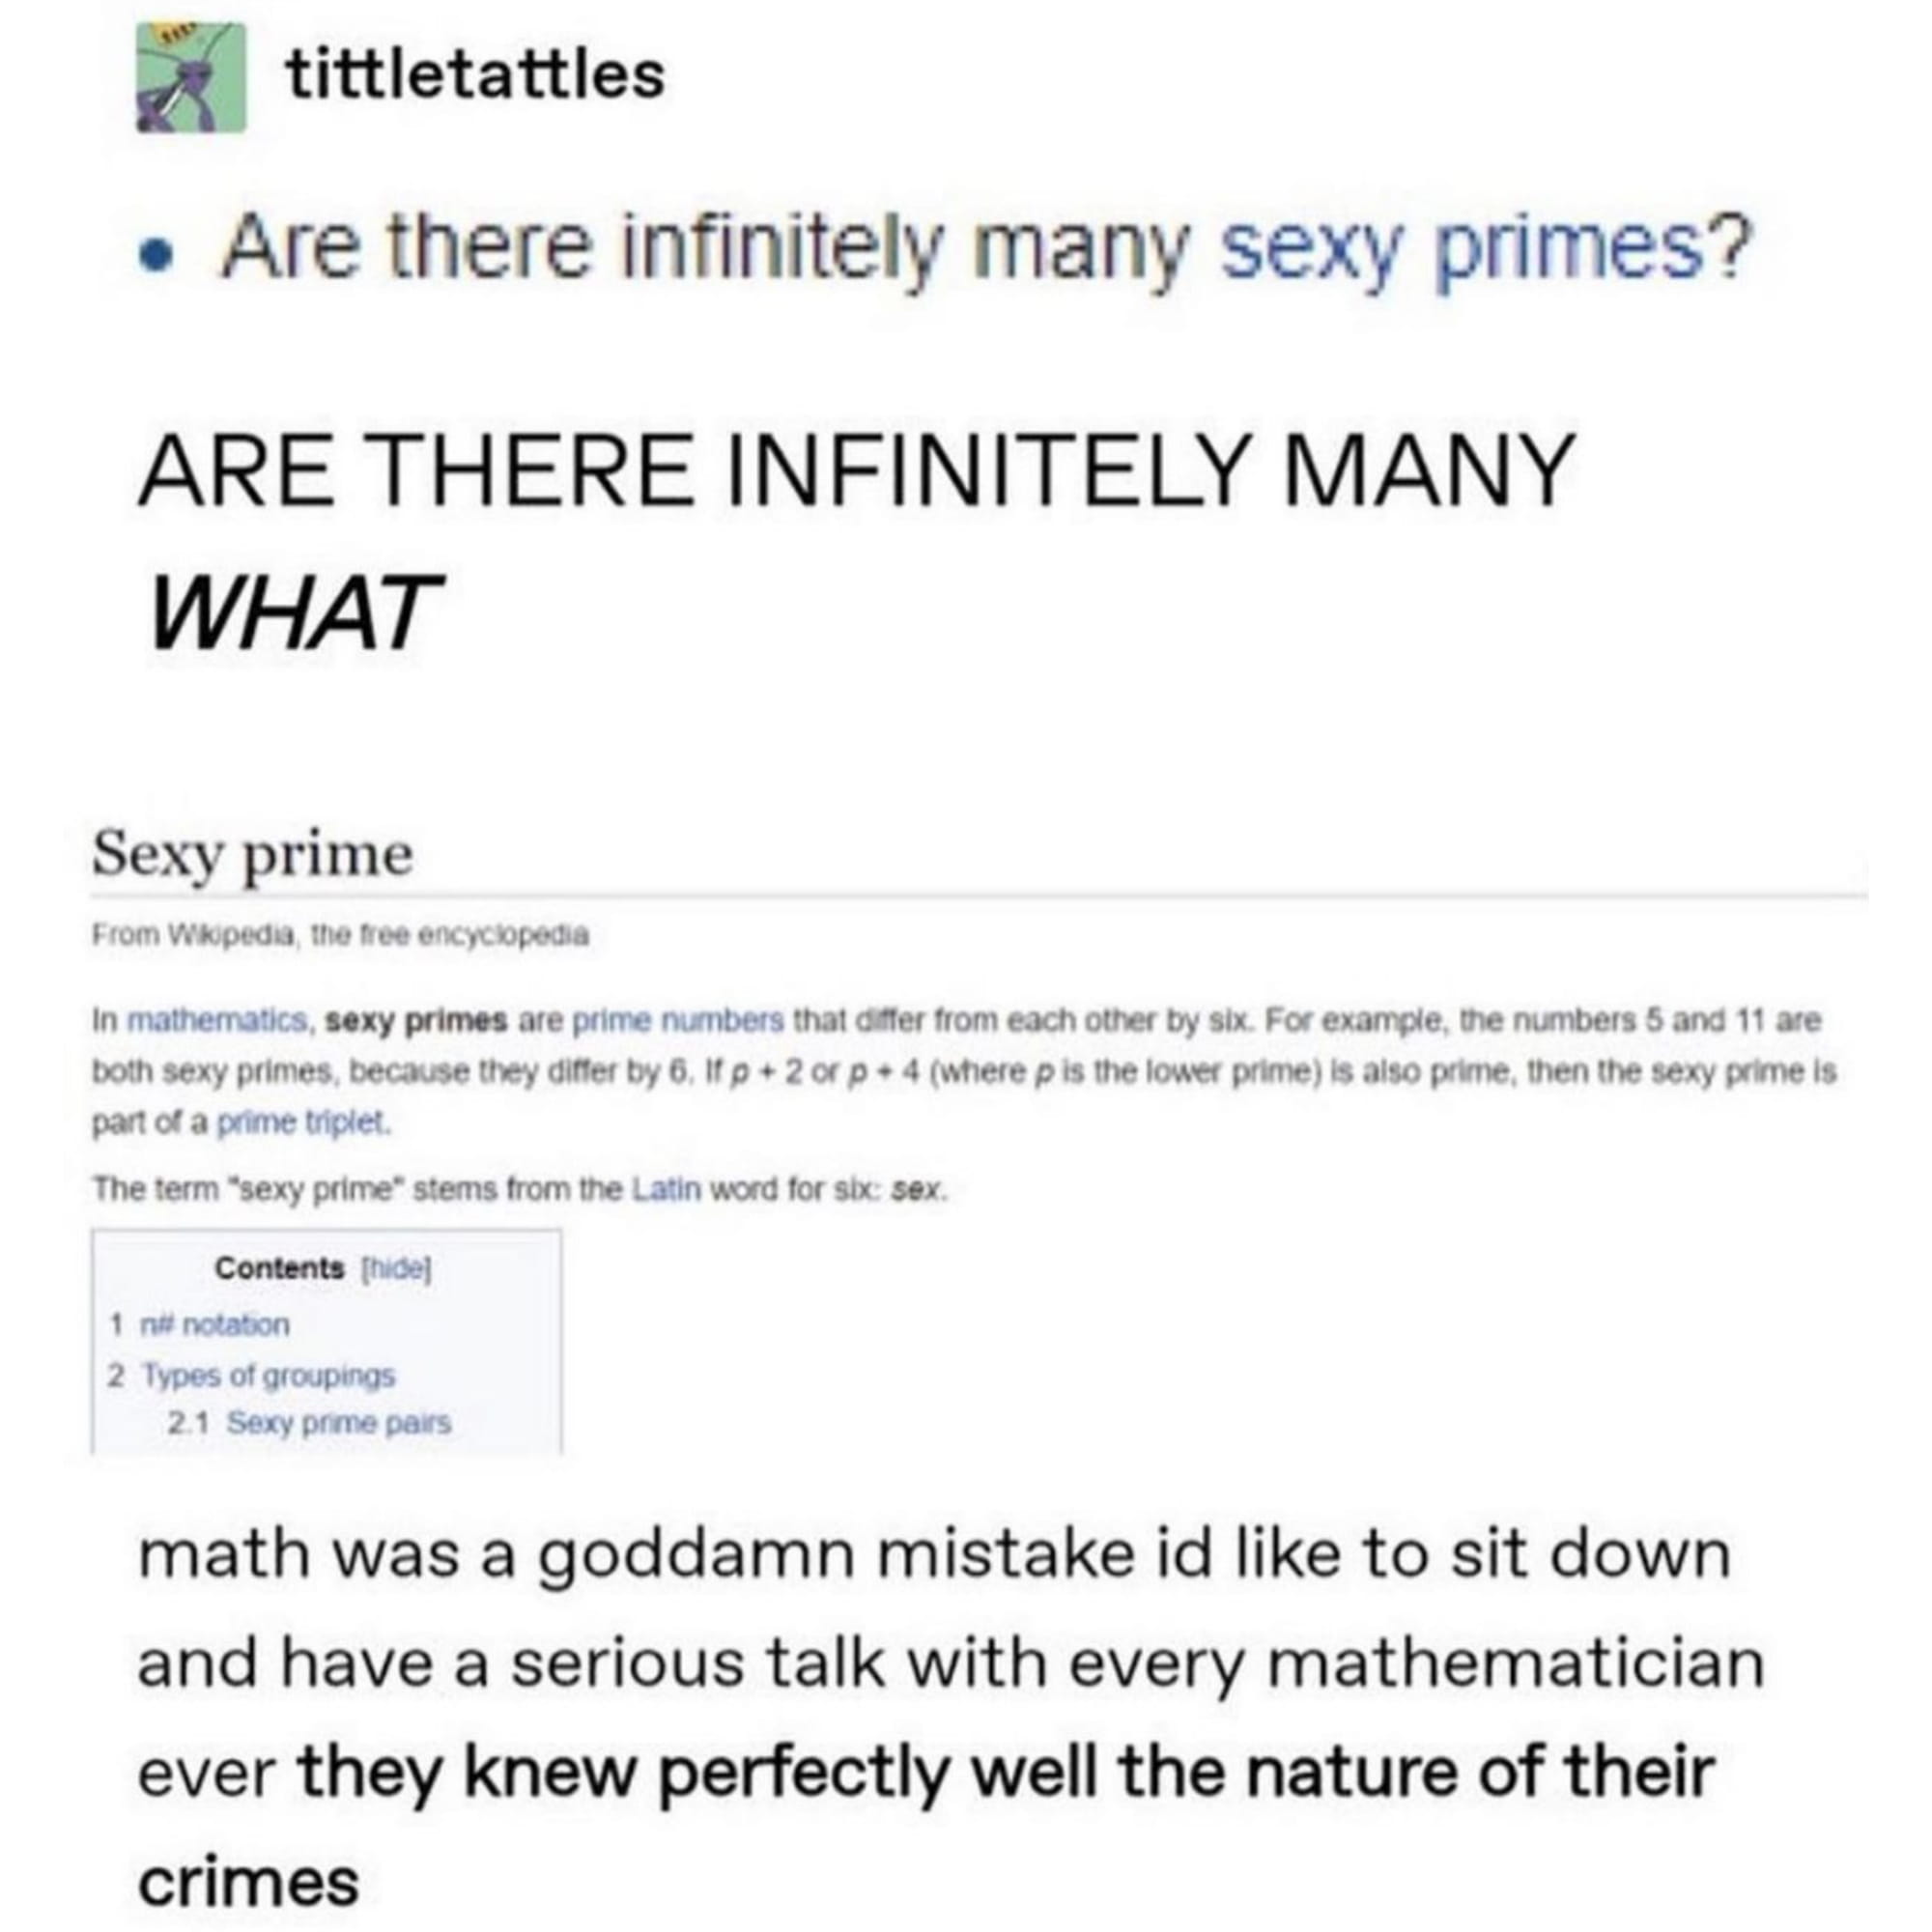 tittletattles
• Are there infinitely many sexy primes?
ARE THERE INFINITELY MANY
WHAT
Sexy prime
From Wikipedia, the free encyclopedia
In mathematics, sexy primes are prime numbers that differ from each other by six. For example, the numbers 5 and 11 are
both sexy primes, because they differ by 6. If p + 2 or p + 4 (where p is the lower prime) is also prime, then the sexy prime is
part of a prime triplet.
The term "sexy prime" stems from the Latin word for six: sex.
Contents [hide]
1 n# notation
2 Types of groupings
2.1 Sexy prime pairs
math was a goddamn mistake id like to sit down
and have a serious talk with every mathematician
ever they knew perfectly well the nature of their
crimes